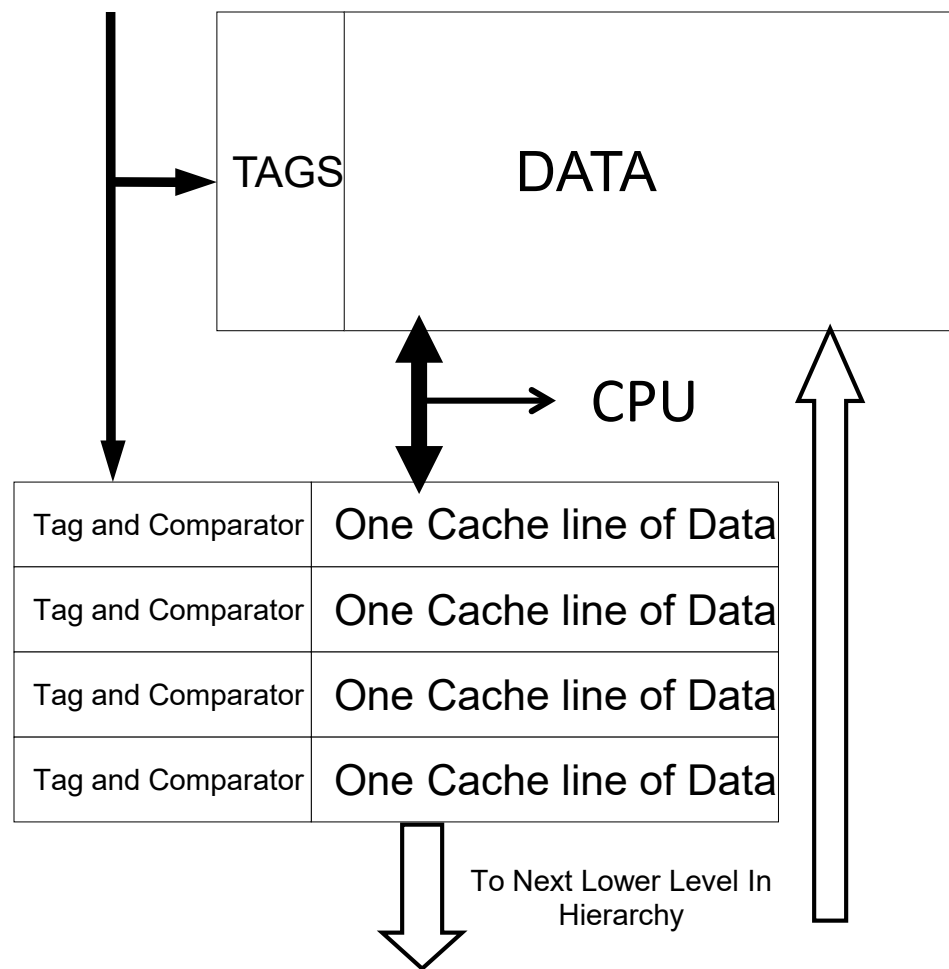 TAGS
DATA
CPU
Tag and Comparator
One Cache line of Data
Tag and Comparator
One Cache line of Data
Tag and Comparator
One Cache line of Data
Tag and Comparator
One Cache line of Data
To Next Lower Level In
Hierarchy